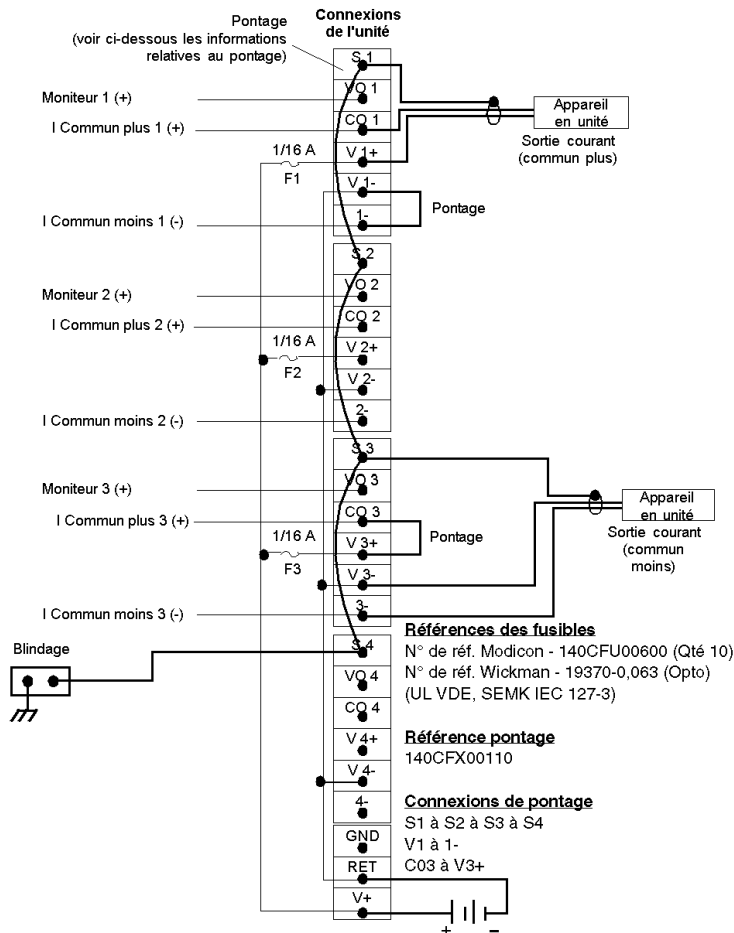 Pontage
(voir ci-dessous les informations
relatives au pontage)
Connexions
de l'unité
S 1
VO 1
Moniteur 1 (+)
CO 1
I Commun plus 1 (+)
Appareil
en unité
Sortie courant
(commun plus)
1/16 A
V 1+
F1
V 1-
Pontage
1-
I Commun moins 1 (-)
S 2
VO 2
Moniteur 2 (+)
CO 2
I Commun plus 2 (+)
1/16 A
V 2+
F2
V 2-
2-
I Commun moins 2 (-)
S 3
VO 3
Moniteur 3 (+)
CO 3
I Commun plus 3 (+)
Appareil
en unité
Sortie courant
(commun
moins)
1/16 A
V 3+
Pontage
F3
V 3-
3-
I Commun moins 3 (-)
Blindage
S 4
VO 4
CO 4
V 4+
V 4-
4-
GND
RET
V+
+ −
Références des fusibles
N° de réf. Modicon - 140CFU00600 (Qté 10)
N° de réf. Wickman - 19370-0,063 (Opto)
(UL VDE, SEMK IEC 127-3)
Référence pontage
140CFX00110
Connexions de pontage
S1 à S2 à S3 à S4
V1 à 1-
C03 à V3+